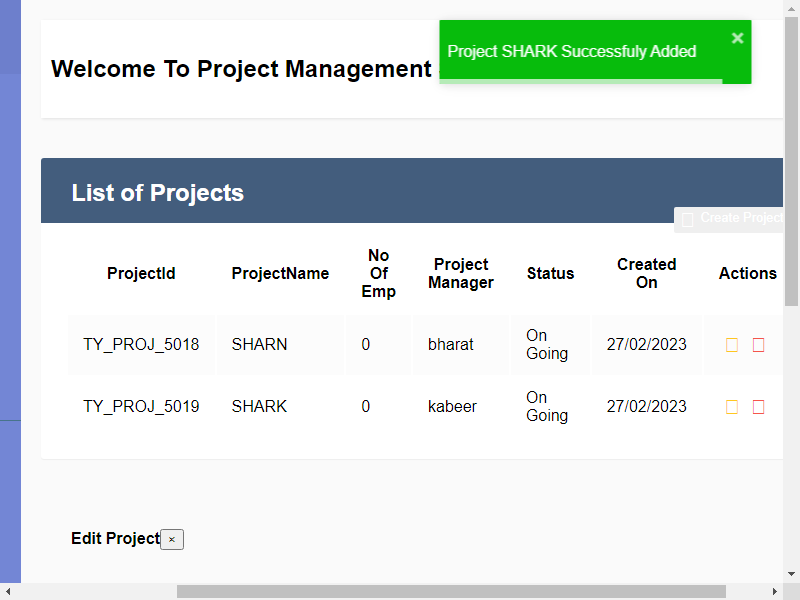 Welcome To Project Management
Project SHARK Successfuly Added
×
List of Projects
Create Project
ProjectId ProjectName No Of Emp Project Manager Status Created On Actions
TY_PROJ_5018 SHARN 0 bharat On Going 27/02/2023
TY_PROJ_5019 SHARK 0 kabeer On Going 27/02/2023
Edit Project ×